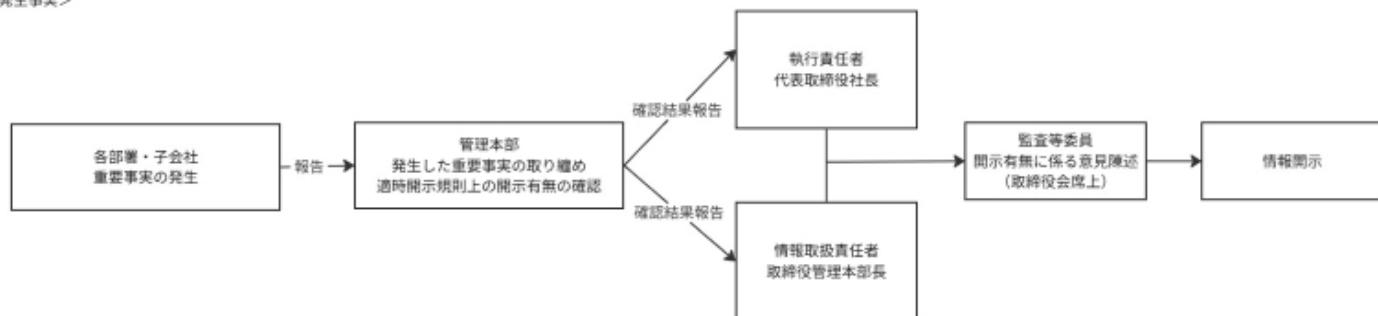 発生事実＞
各部署・子会社
重要事実の発生
報告
管理本部
発生した重要事実の取り纏め
適時開示規則上の開示有無の確認
確認結果報告
確認結果報告
執行責任者
代表取締役社長
情報取扱責任者
取締役管理本部長
監査等委員
開示有無に係る意見陳述
（取締役会席上）
情報開示